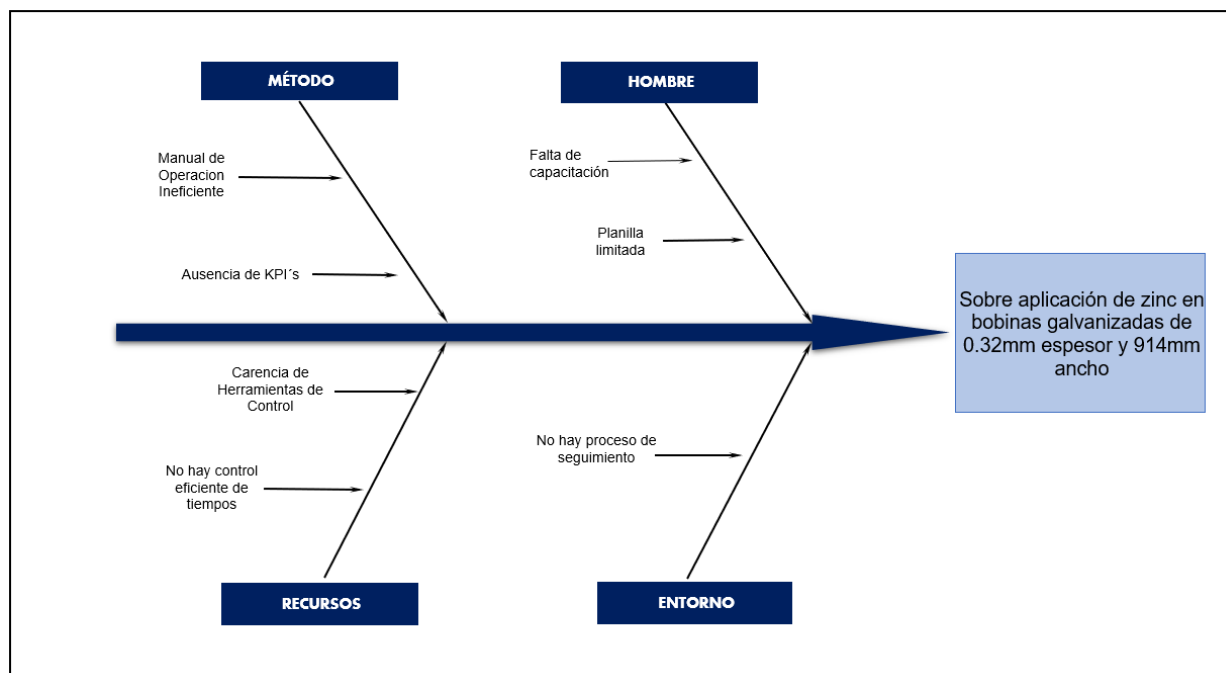 MÉTODO
HOMBRE
Manual de
Operacion
Ineficiente
Falta de
capacitación
Planilla
limitada
Ausencia de KPI´s
Sobre aplicación de zinc en
bobinas galvanizadas de
0.32mm espesor y 914mm
ancho
Carencia de
Herramientas de
Control
No hay proceso de
seguimiento
No hay control
eficiente de
tiempos
RECURSOS
ENTORNO